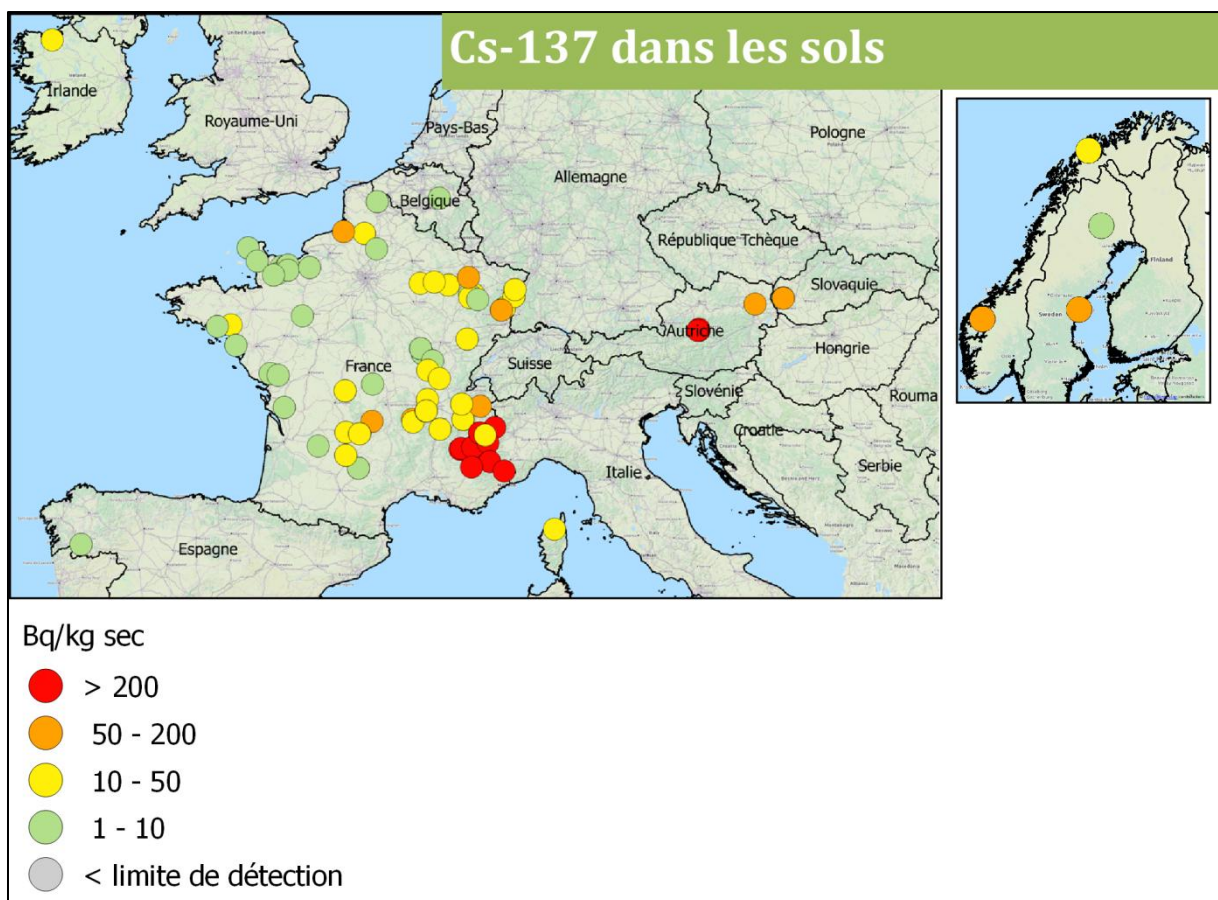 Cs-137 dans les sols
Irlande
Royaume-Uni
Pays-Bas
Pologne
Allemagne
Belgique
République Tchèque
Slovaquie
Autriche
Hongrie
Suisse
France
Slovénie
Rouma
Croatie
Serbie
Italie
Espagne
Finland
Sweden
Bq/kg sec
> 200
50 - 200
10 - 50
1 - 10
< limite de détection